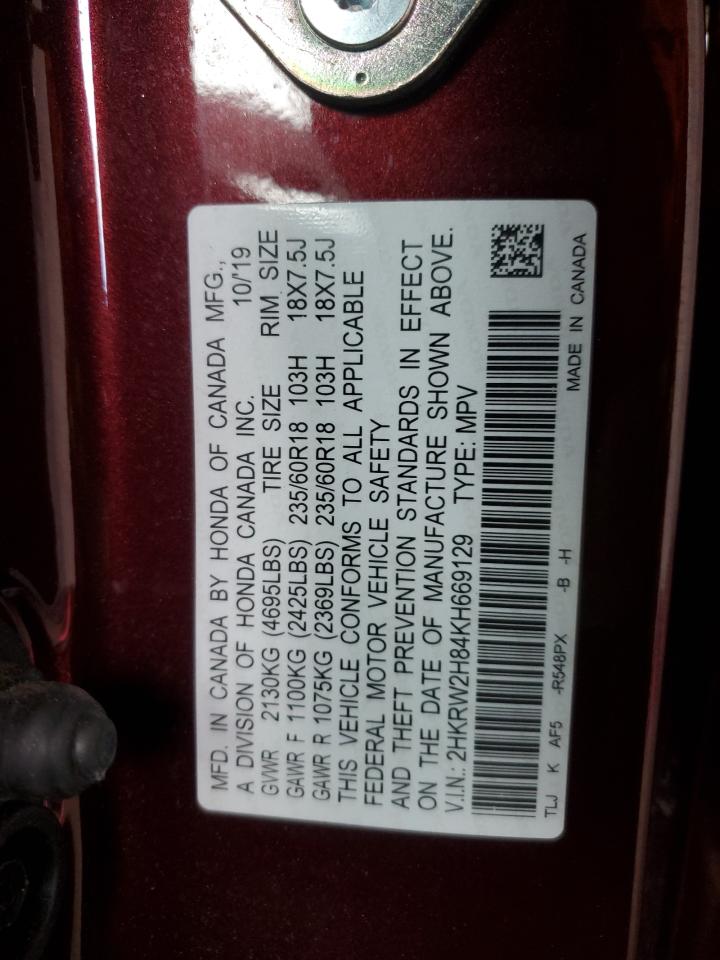 MFD. IN CANADA BY HONDA OF CANADA MFG.,
A DIVISION OF HONDA CANADA INC. 10/'19
GVWR 2130KG (4695LBS) TIRE SIZE RIM SIZE
GAWR F 1100KG (2425LBS) 235/60R18 103H 18X7.5J
GAWR R 1075KG (2369LBS) 235/60R18 103H 18X7.5J
THIS VEHICLE CONFORMS TO ALL APPLICABLE
FEDERAL MOTOR VEHICLE SAFETY
AND THEFT PREVENTION STANDARDS IN EFFECT
ON THE DATE OF MANUFACTURE SHOWN ABOVE.
V.I.N.: 2HKRW2H84KH669129 TYPE: MPV
TLJ K AF5 -R548PX -B -H MADE IN CANADA